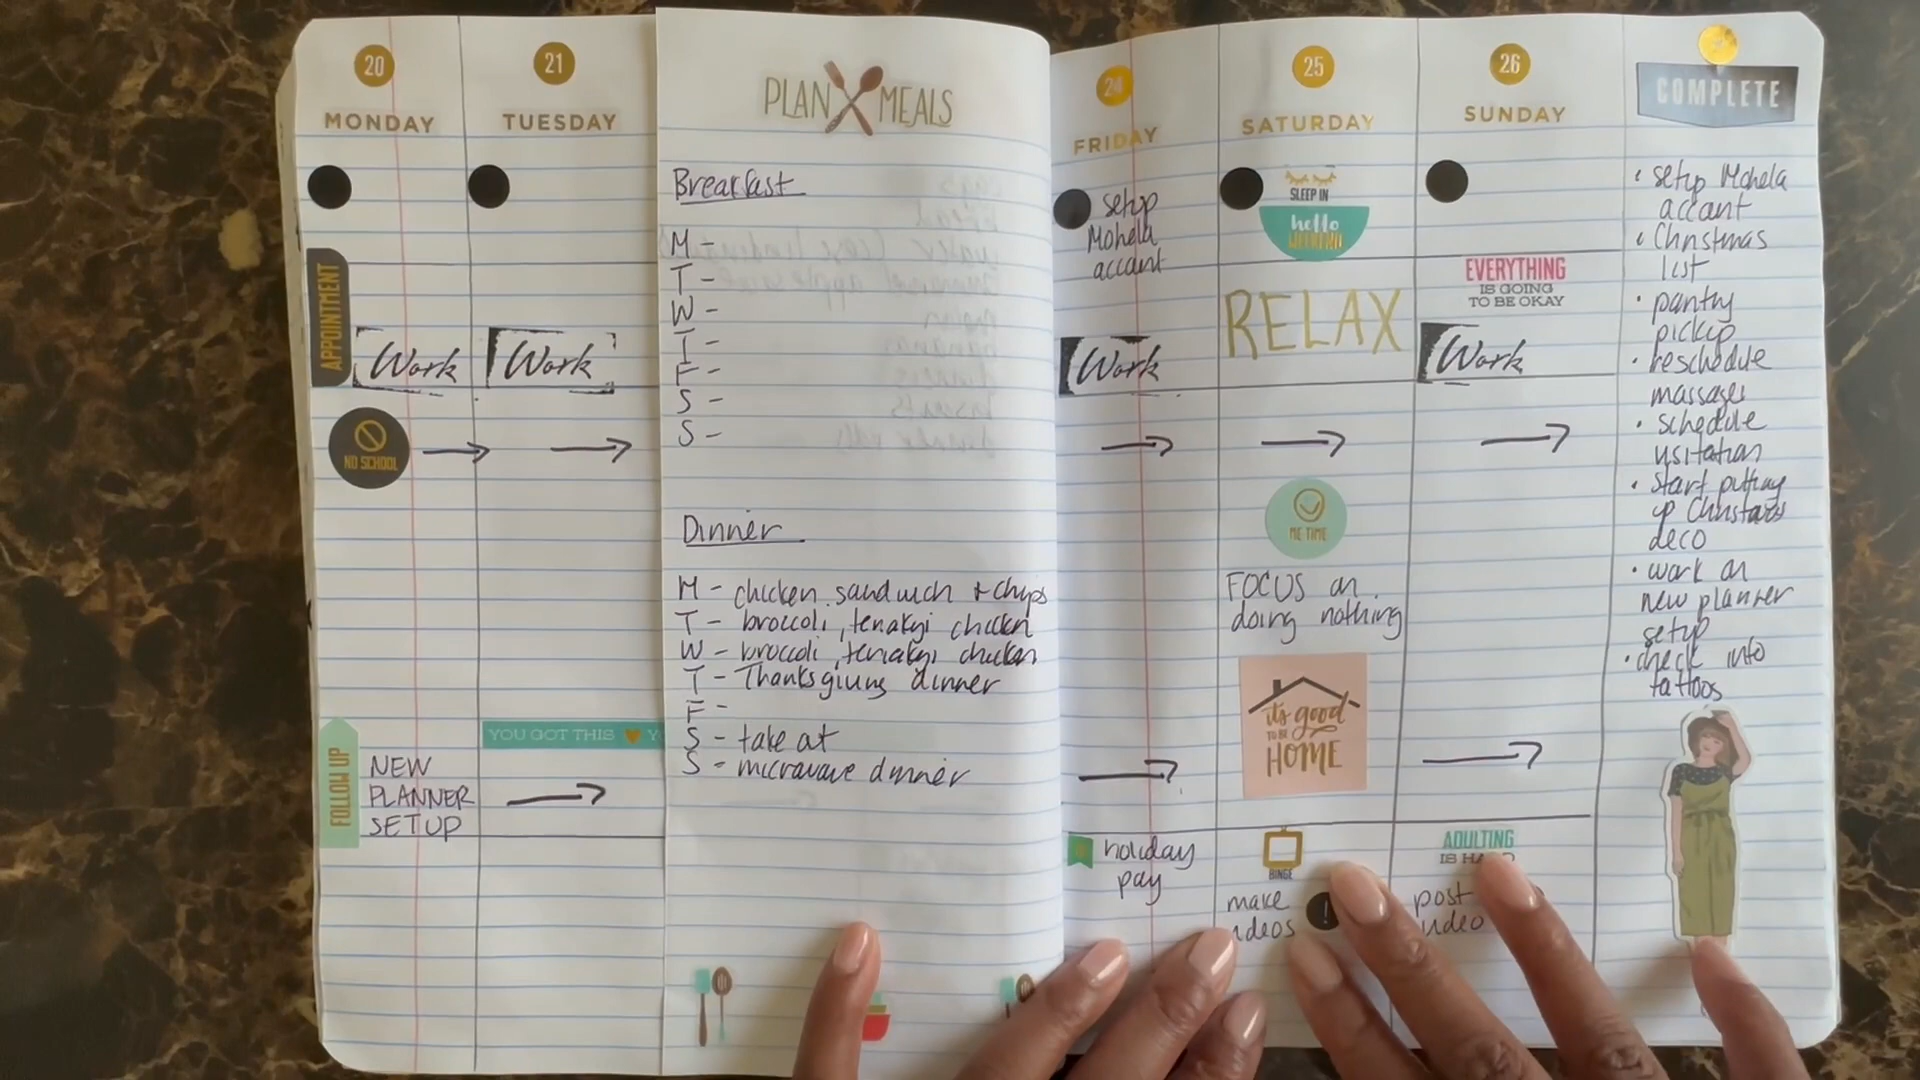 20
MONDAY
APPOINTMENT
Work
NO SCHOOL
FOLLOW UP
NEW
PLANNER
SETUP
21
TUESDAY
Work
YOU GOT THIS
PLAN MEALS
Breakfast
M -
T -
W -
T -
F -
S -
S -
Dinner
M - chicken sandwich + chips
T - broccoli, teriakyi chicken
W - broccoli, teriakyi chicken
T - Thanksgiving dinner
F -
S - take out
S - microwave dinner
24
FRIDAY
setup
Mohela
account
Work
holiday
pay
25
SATURDAY
SLEEP IN
hello
WEEKEND
RELAX
ME TIME
FOCUS on
doing nothing
it's good
TO BE
HOME
BINGE
make
videos
!
26
SUNDAY
EVERYTHING
IS GOING
TO BE OKAY
Work
ADULTING
IS
post
video
COMPLETE
• setup Mohela
account
• Christmas
list
• pantry
pickup
• reschedule
massages
• schedule
visitation
• start putting
up Christmas
deco
• work on
new planner
setup
• check into
tattoos